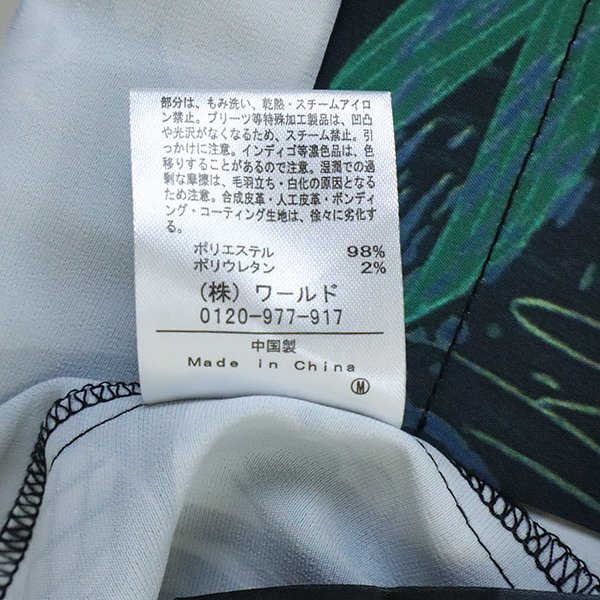 部分は、もみ洗い、乾熱・スチームアイロ
ン禁止。プリーツ等特殊加工製品は、凹凸
や光沢がなくなるため、スチーム禁止。引
っかけに注意。インディゴ等濃色品は、色
移りすることがあるので注意。湿潤での過
剰な摩擦は、毛羽立ち・白化の原因となる
ため注意。合成皮革・人工皮革・ボンディ
ング・コーティング生地は、徐々に劣化す
る。
ポリエステル 98%
ポリウレタン 2%
(株) ワールド
0120-977-917
中国製
Made in China
M